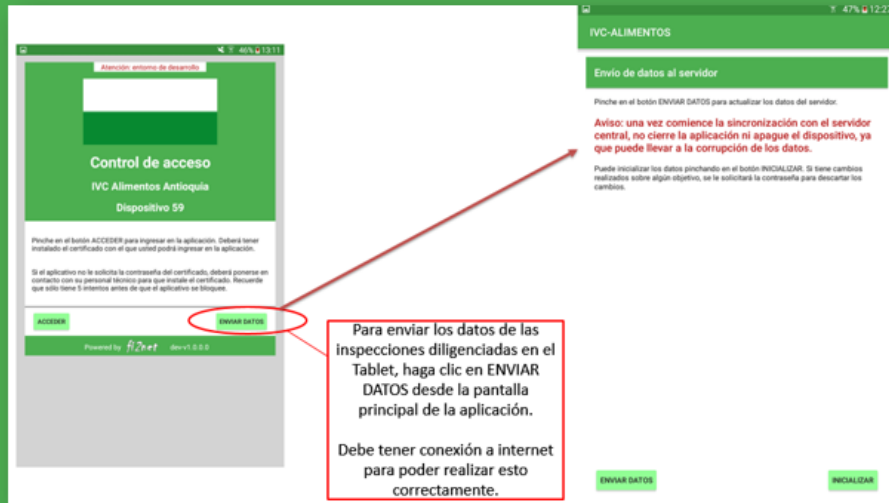 46% 13:11
Atención: entorno de desarrollo
Control de acceso
IVC Alimentos Antioquia
Dispositivo 59
Pinche en el botón ACCEDER para ingresar en la aplicación. Deberá tener
instalado el certificado con el que usted podrá ingresar en la aplicación.
Si el aplicativo no le solicita la contraseña del certificado, deberá ponerse en
contacto con su personal técnico para que instale el certificado. Recuerde
que sólo tiene 5 intentos antes de que el aplicativo se bloquee.
ACCEDER
ENVIAR DATOS
Powered by fi2net dev-v1.0.0.0
Para enviar los datos de las
inspecciones diligenciadas en el
Tablet, haga clic en ENVIAR
DATOS desde la pantalla
principal de la aplicación.
Debe tener conexión a internet
para poder realizar esto
correctamente.
47% 12:27
IVC-ALIMENTOS
Envío de datos al servidor
Pinche en el botón ENVIAR DATOS para actualizar los datos del servidor.
Aviso: una vez comience la sincronización con el servidor
central, no cierre la aplicación ni apague el dispositivo, ya
que puede llevar a la corrupción de los datos.
Puede inicializar los datos pinchando en el botón INICIALIZAR. Si tiene cambios
realizados sobre algún objetivo, se le solicitará la contraseña para descartar los
cambios.
ENVIAR DATOS
INICIALIZAR